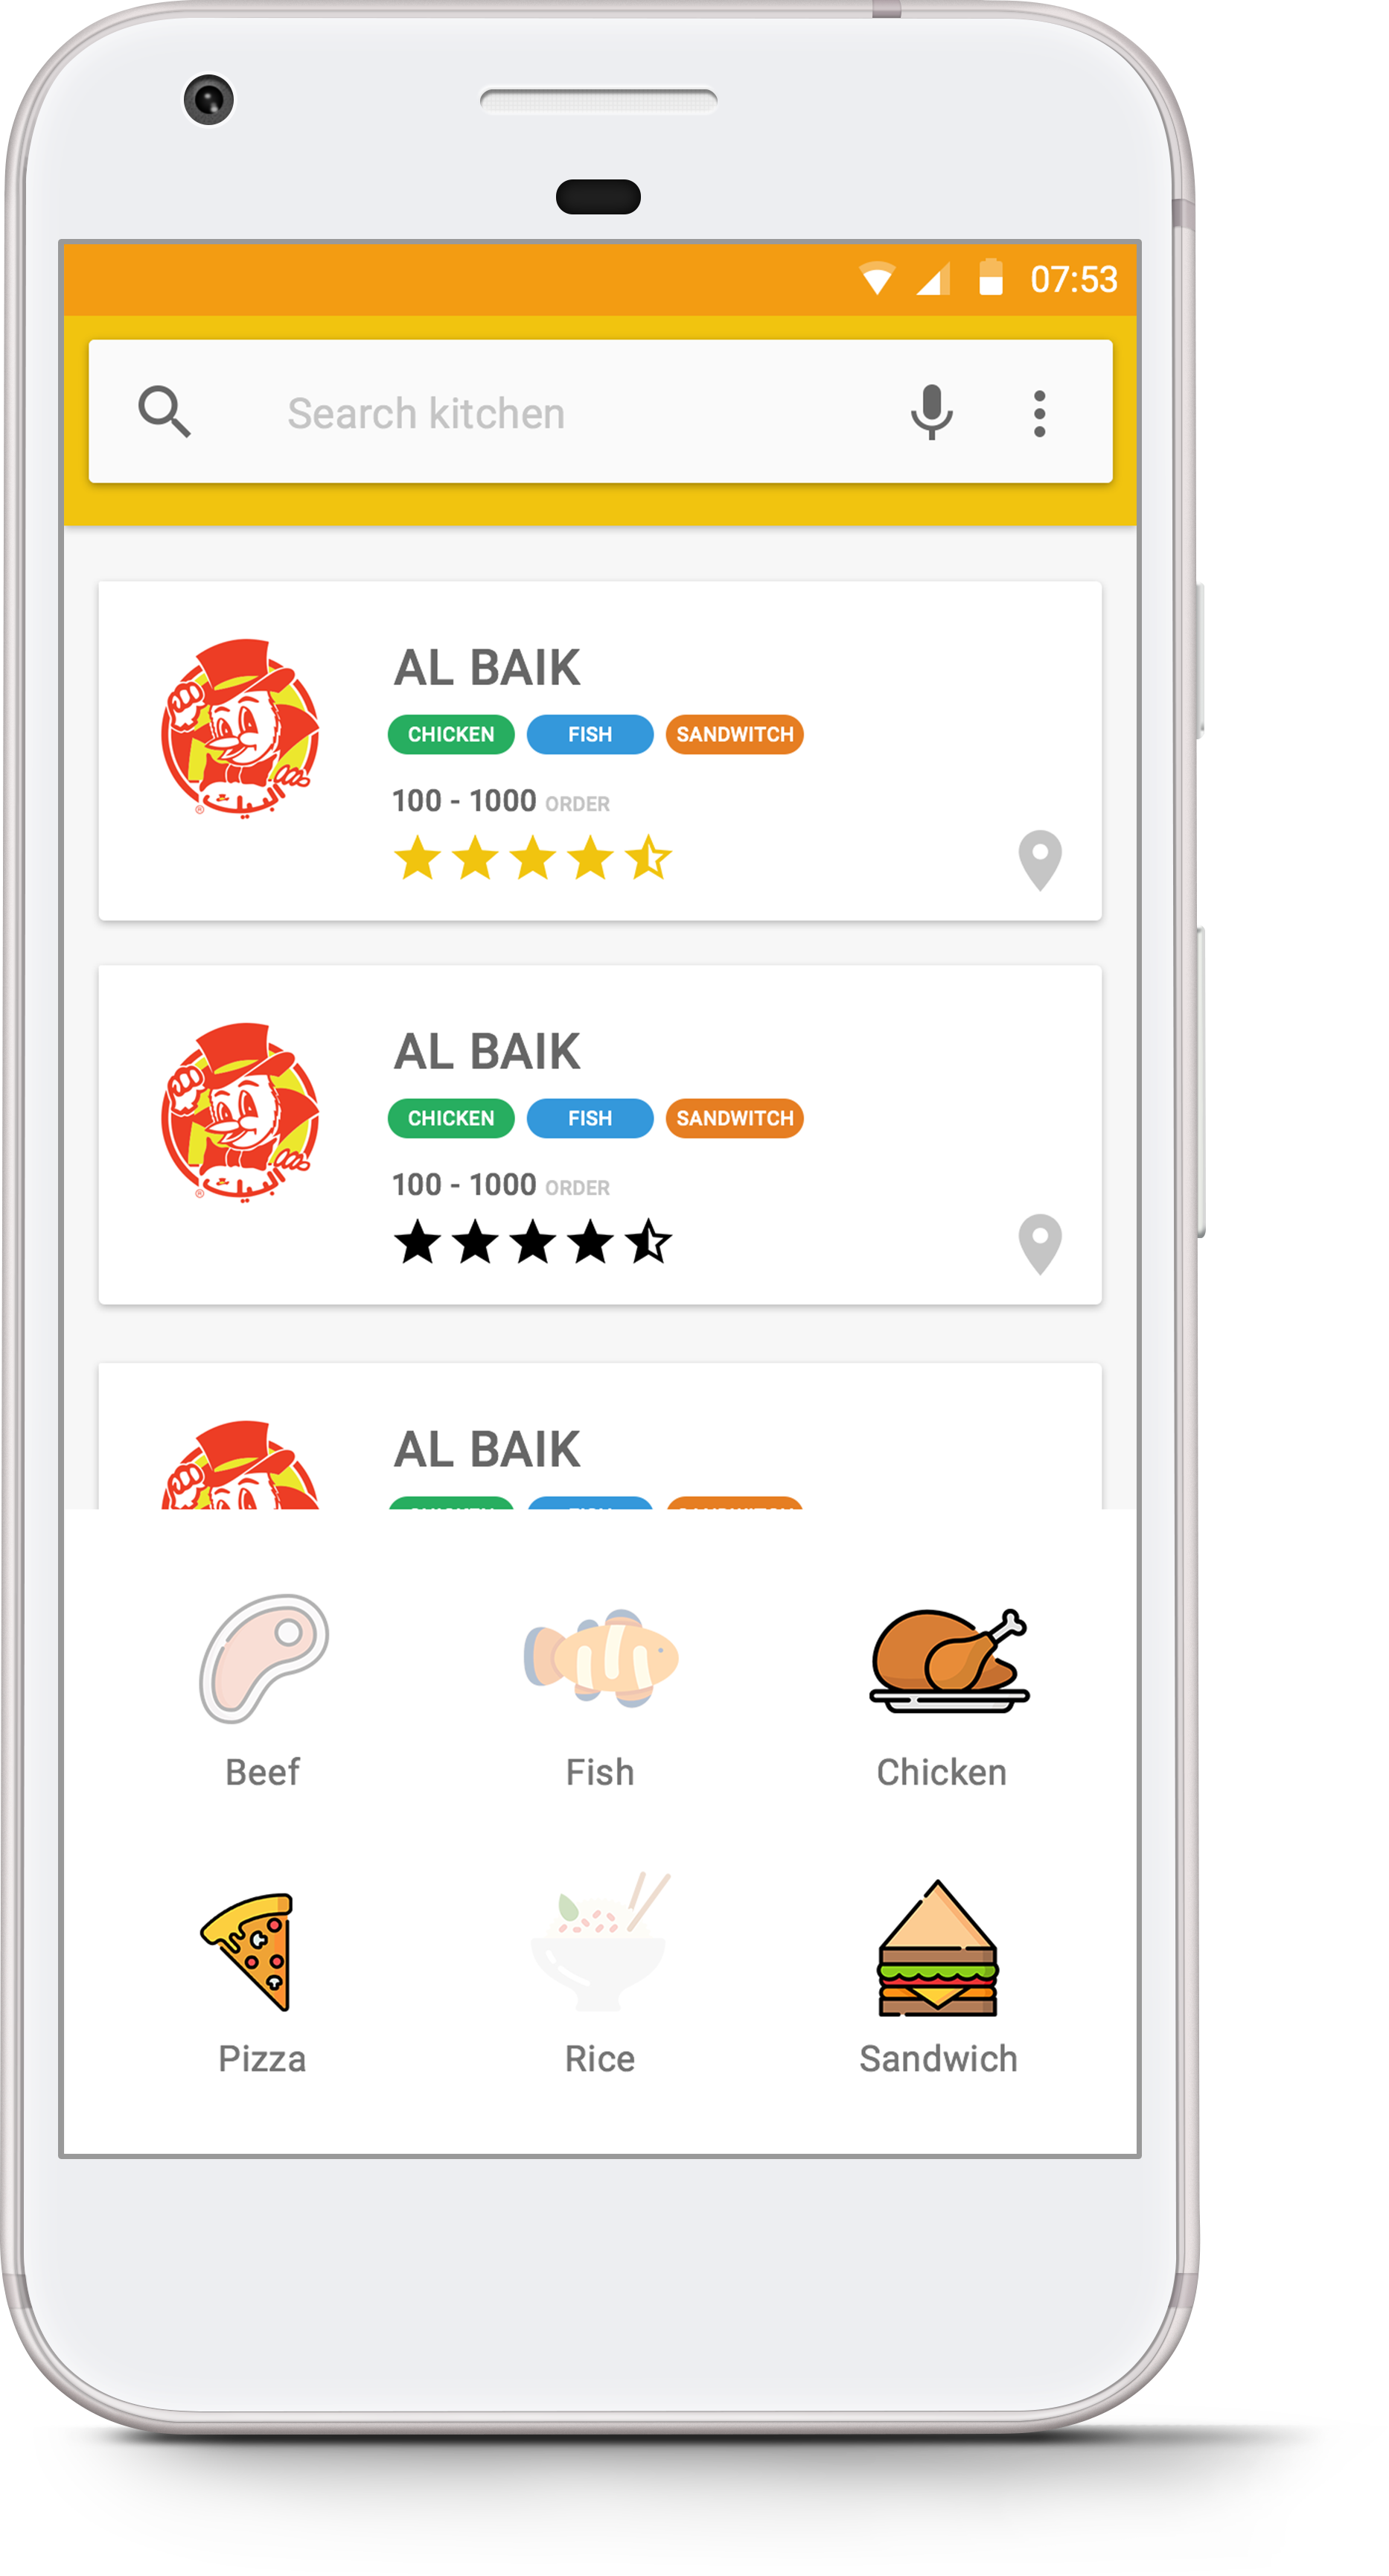 07:53
Search kitchen
AL BAIK
CHICKEN FISH SANDWITCH
100 - 1000 ORDER
البيك
®
AL BAIK
CHICKEN FISH SANDWITCH
100 - 1000 ORDER
البيك
®
AL BAIK
Beef Fish Chicken
Pizza Rice Sandwich